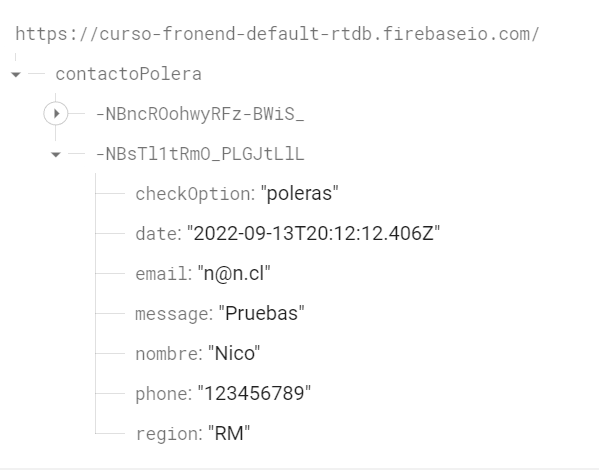 https://curso-fronend-default-rtdb.firebaseio.com/
contactoPolera
-NBncROohwyRFz-BWiS_
-NBsTl1tRmO_PLGJtLlL
checkOption: "poleras"
date: "2022-09-13T20:12:12.406Z"
email: "n@n.cl"
message: "Pruebas"
nombre: "Nico"
phone: "123456789"
region: "RM"